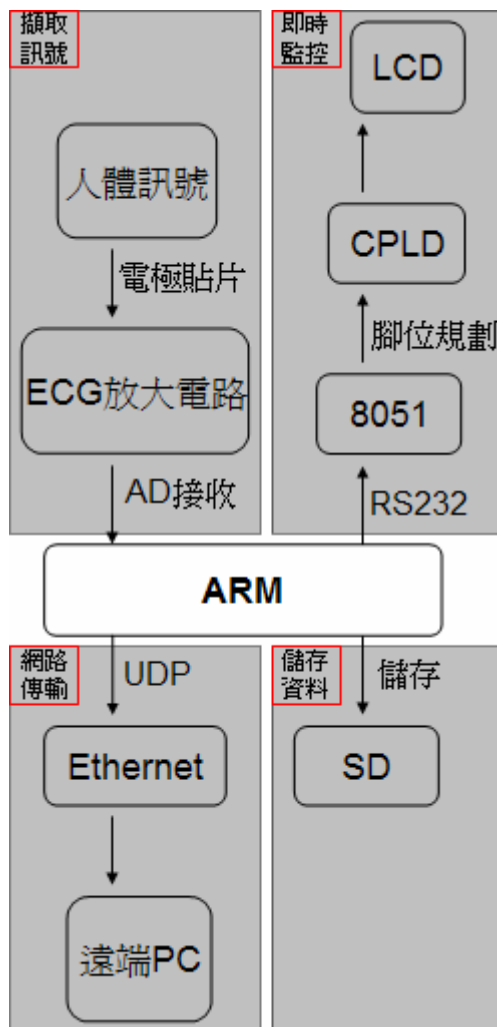 擷取
訊號
人體訊號
電極貼片
ECG放大電路
AD接收
即時
監控
LCD
CPLD
腳位規劃
8051
RS232
ARM
網路
傳輸
UDP
Ethernet
遠端PC
儲存
資料
儲存
SD